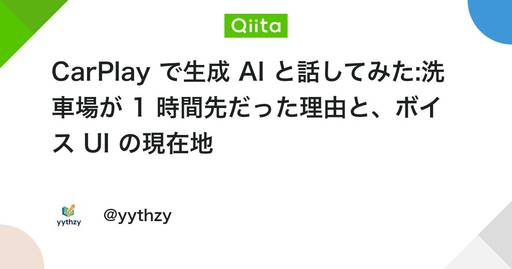 Qiita
CarPlay で生成 AI と話してみた:洗
車場が 1 時間先だった理由と、ボイ
ス UI の現在地
yythzy
@yythzy